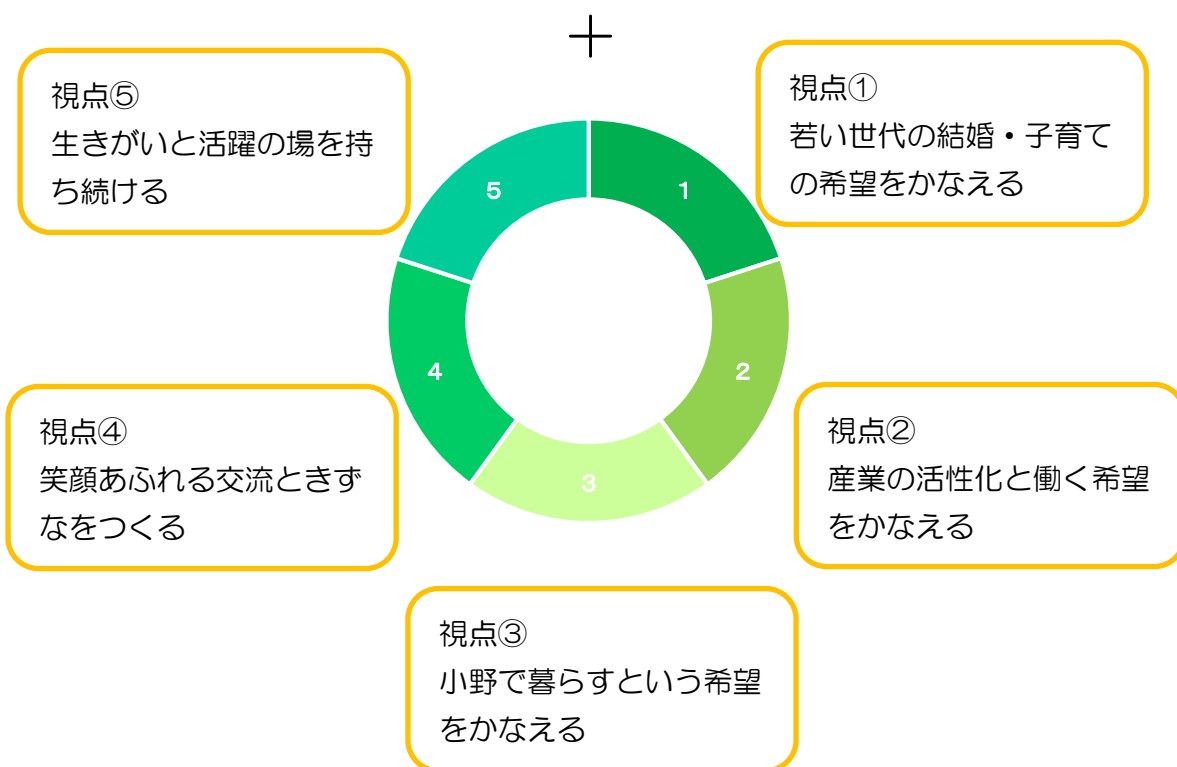 +
視点①
若い世代の結婚・子育て
の希望をかなえる
視点②
産業の活性化と働く希望
をかなえる
視点③
小野で暮らすという希望
をかなえる
視点④
笑顔あふれる交流ときず
なをつくる
視点⑤
生きがいと活躍の場を持
ち続ける
1
2
3
4
5